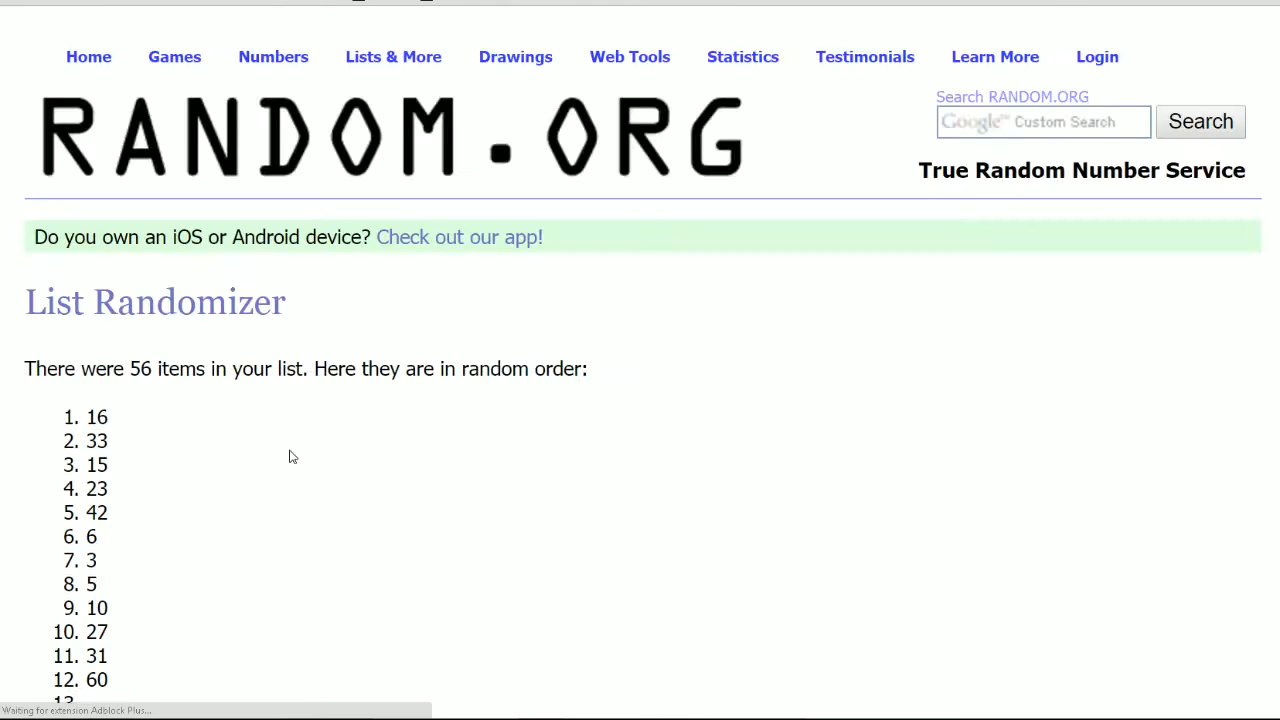 Home Games Numbers Lists & More Drawings Web Tools Statistics Testimonials Learn More Login
RANDOM.ORG
Search RANDOM.ORG
Google™ Custom Search Search
True Random Number Service
Do you own an iOS or Android device? Check out our app!
List Randomizer
There were 56 items in your list. Here they are in random order:
1. 16
2. 33
3. 15
4. 23
5. 42
6. 6
7. 3
8. 5
9. 10
10. 27
11. 31
12. 60
Waiting for extension Adblock Plus...